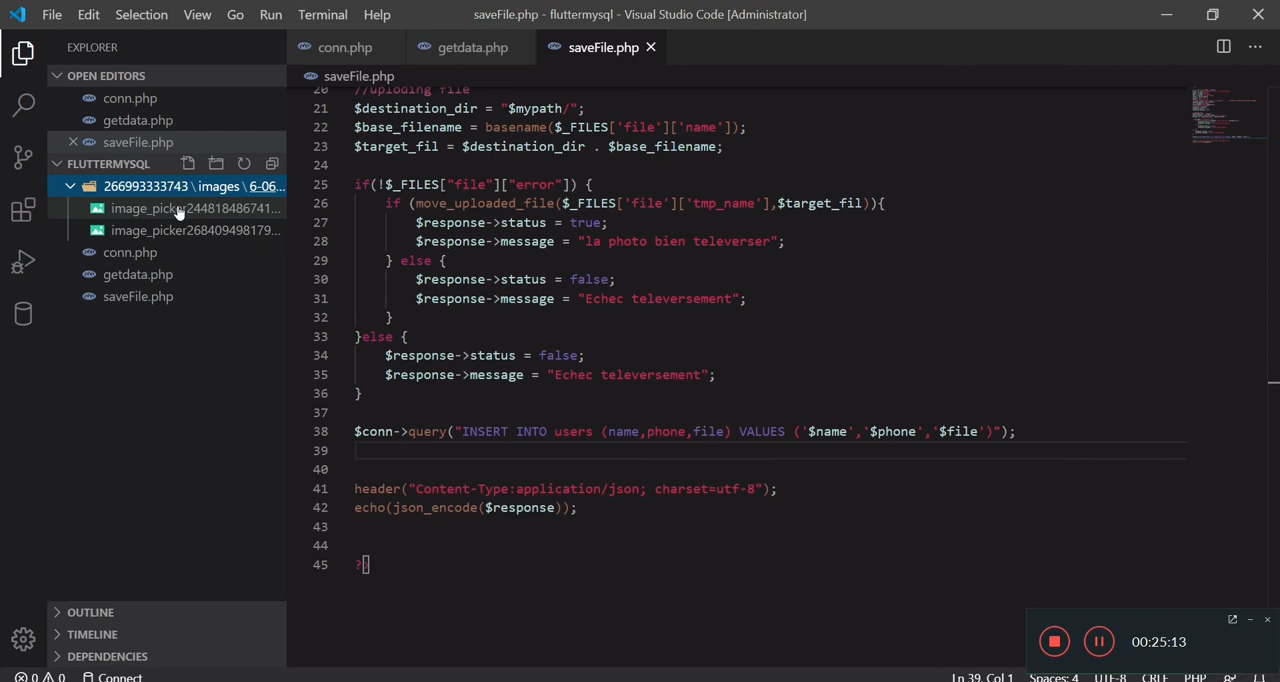 File Edit Selection View Go Run Terminal Help
saveFile.php - fluttermysql - Visual Studio Code [Administrator]
EXPLORER
conn.php
getdata.php
saveFile.php
OPEN EDITORS
conn.php
getdata.php
saveFile.php
FLUTTERMYSQL
266993333743 \ images \ 6-06...
image_picker244818486741...
image_picker268409498179...
conn.php
getdata.php
saveFile.php
OUTLINE
TIMELINE
DEPENDENCIES
saveFile.php
20 //uploding file
21 $destination_dir = "$mypath/";
22 $base_filename = basename($_FILES['file']['name']);
23 $target_fil = $destination_dir . $base_filename;
24
25 if(!$_FILES["file"]["error"]) {
26 if (move_uploaded_file($_FILES['file']['tmp_name'],$target_fil)){
27 $response->status = true;
28 $response->message = "la photo bien televerser";
29 } else {
30 $response->status = false;
31 $response->message = "Echec televersement";
32 }
33 }else {
34 $response->status = false;
35 $response->message = "Echec televersement";
36 }
37
38 $conn->query("INSERT INTO users (name,phone,file) VALUES ('$name','$phone','$file')");
39
40
41 header("Content-Type:application/json; charset=utf-8");
42 echo(json_encode($response));
43
44
45 ?>
00:25:13
0 0 Connect
Ln 39, Col 1 Spaces: 4 UTF-8 CRLF PHP